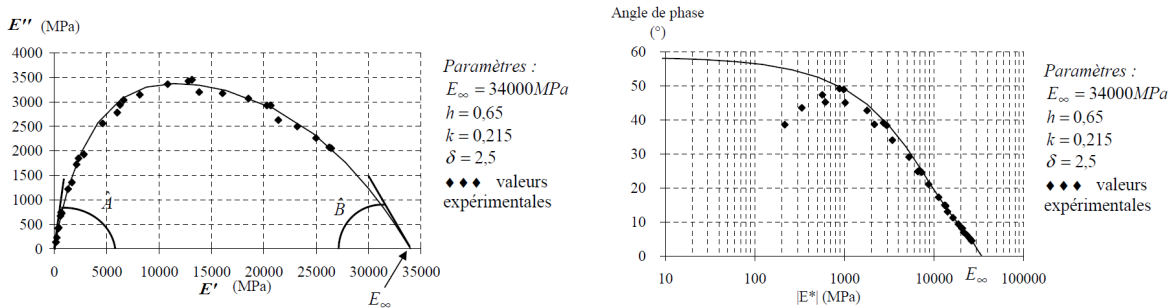 E'' (MPa)
4000
3500
3000
2500
2000
1500
1000
500
0
Â
B̂
0 5000 10000 15000 20000 25000 30000 35000
E' (MPa)
E∞
Paramètres :
E∞ = 34000MPa
h = 0,65
k = 0,215
δ = 2,5
◆ ◆ ◆ valeurs
expérimentales
Angle de phase
(°)
60
50
40
30
20
10
0
10 100 1000 10000 E∞ 100000
|E*| (MPa)
Paramètres :
E∞ = 34000MPa
h = 0,65
k = 0,215
δ = 2,5
◆ ◆ ◆ valeurs
expérimentales